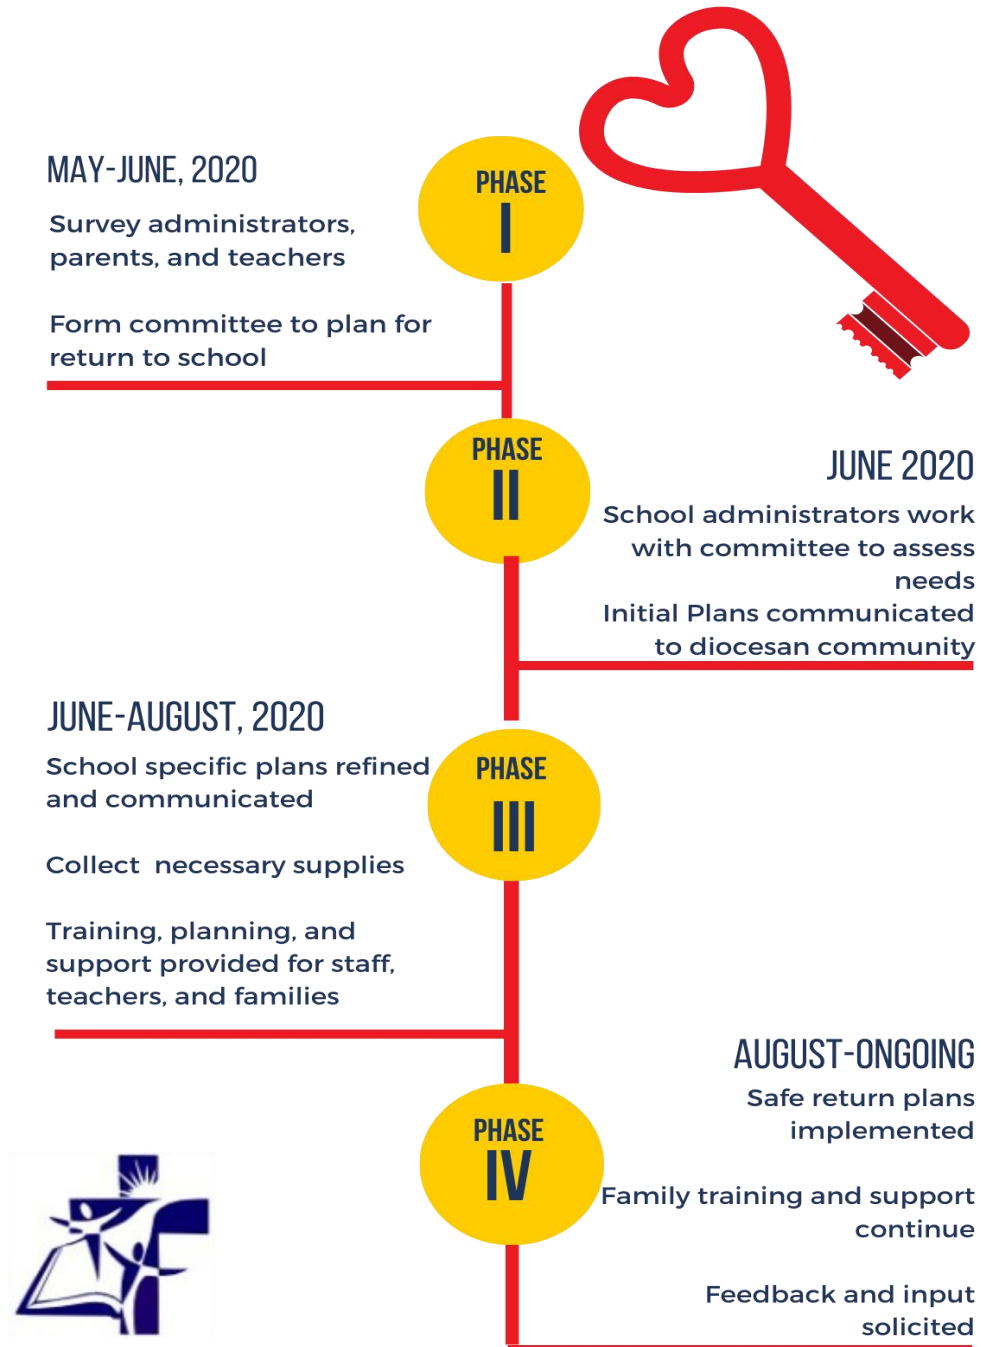 MAY-JUNE, 2020
Survey administrators,
parents, and teachers
Form committee to plan for
return to school
PHASE
I
PHASE
II
JUNE 2020
School administrators work
with committee to assess
needs
Initial Plans communicated
to diocesan community
JUNE-AUGUST, 2020
School specific plans refined
and communicated
Collect  necessary supplies
Training, planning, and
support provided for staff,
teachers, and families
PHASE
III
PHASE
IV
AUGUST-ONGOING
Safe return plans
implemented
Family training and support
continue
Feedback and input
solicited